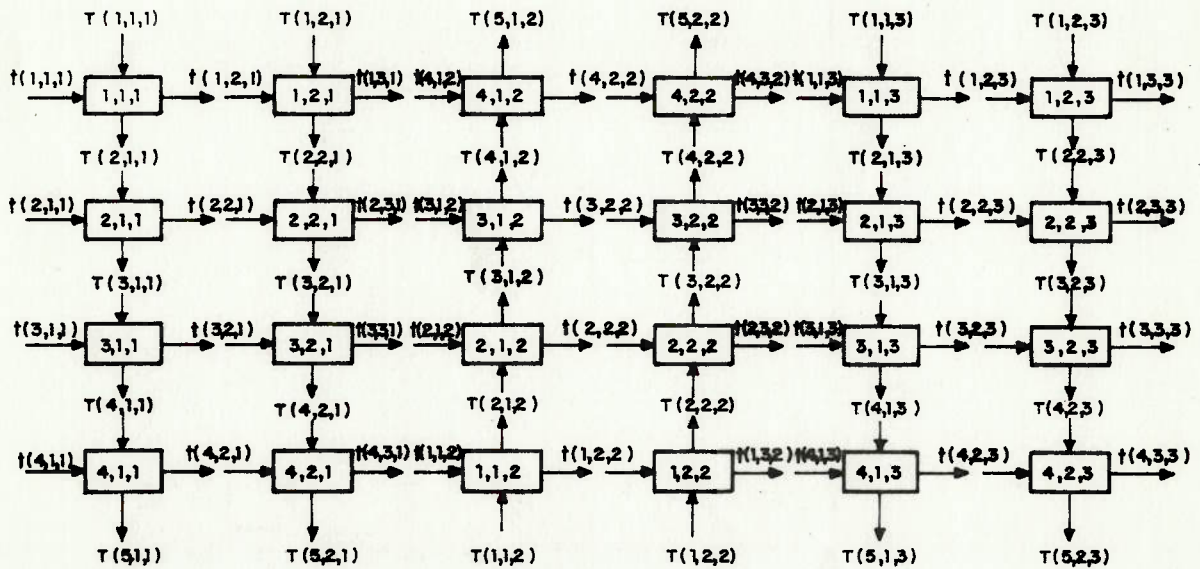 T(1,1,1) T(1,2,1) T(5,1,2) T(5,2,2) T(1,1,3) T(1,2,3)
t(1,1,1) t(1,2,1) t(1,3,1) t(4,1,2) t(4,2,2) t(4,3,2) t(1,1,3) t(1,2,3) t(1,3,3)
1,1,1 1,2,1 4,1,2 4,2,2 1,1,3 1,2,3
T(2,1,1) T(2,2,1) T(4,1,2) T(4,2,2) T(2,1,3) T(2,2,3)
t(2,1,1) t(2,2,1) t(2,3,1) t(3,1,2) t(3,2,2) t(3,3,2) t(2,1,3) t(2,2,3) t(2,3,3)
2,1,1 2,2,1 3,1,2 3,2,2 2,1,3 2,2,3
T(3,1,1) T(3,2,1) T(3,1,2) T(3,2,2) T(3,1,3) T(3,2,3)
t(3,1,1) t(3,2,1) t(3,3,1) t(2,1,2) t(2,2,2) t(2,3,2) t(3,1,3) t(3,2,3) t(3,3,3)
3,1,1 3,2,1 2,1,2 2,2,2 3,1,3 3,2,3
T(4,1,1) T(4,2,1) T(2,1,2) T(2,2,2) T(4,1,3) T(4,2,3)
t(4,1,1) t(4,2,1) t(4,3,1) t(1,1,2) t(1,2,2) t(1,3,2) t(4,1,3) t(4,2,3) t(4,3,3)
4,1,1 4,2,1 1,1,2 1,2,2 4,1,3 4,2,3
T(5,1,1) T(5,2,1) T(1,1,2) T(1,2,2) T(5,1,3) T(5,2,3)